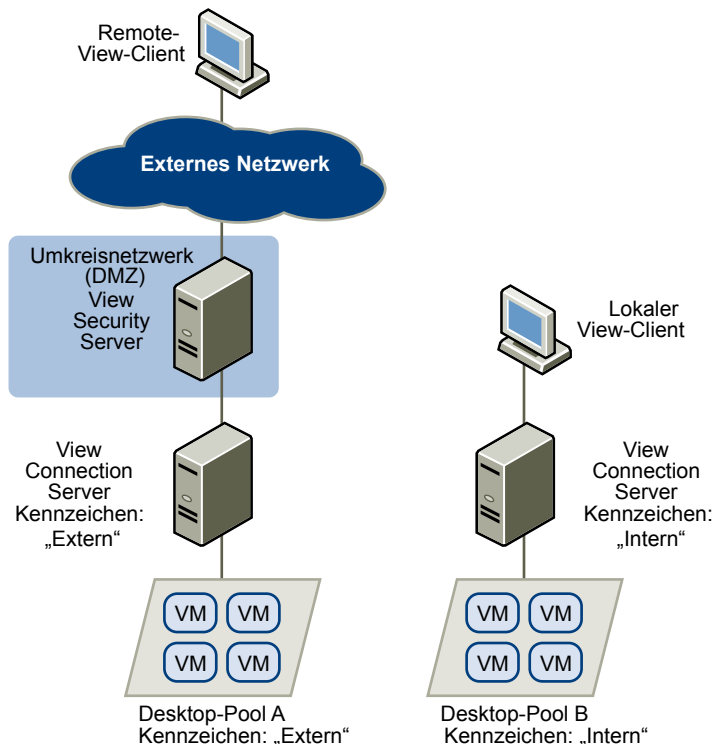 Remote-
View-Client
Externes Netzwerk
Umkreisnetzwerk
(DMZ)
View
Security
Server
Lokaler
View-Client
View
Connection
Server
Kennzeichen:
„Extern“
View
Connection
Server
Kennzeichen:
„Intern“
VM VM
VM VM
VM VM
VM VM
Desktop-Pool A
Kennzeichen: „Extern“
Desktop-Pool B
Kennzeichen: „Intern“